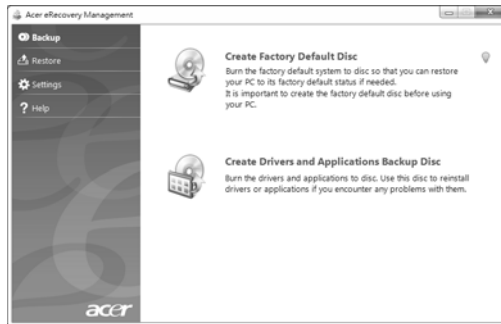 Acer eRecovery Management
Backup
Restore
Settings
Help
Create Factory Default Disc
Burn the factory default system to disc so that you can restore
your PC to its factory default status if needed.
It is important to create the factory default disc before using
your PC.
Create Drivers and Applications Backup Disc
Burn the drivers and applications to disc. Use this disc to reinstall
drivers or applications if you encounter any problems with them.
acer